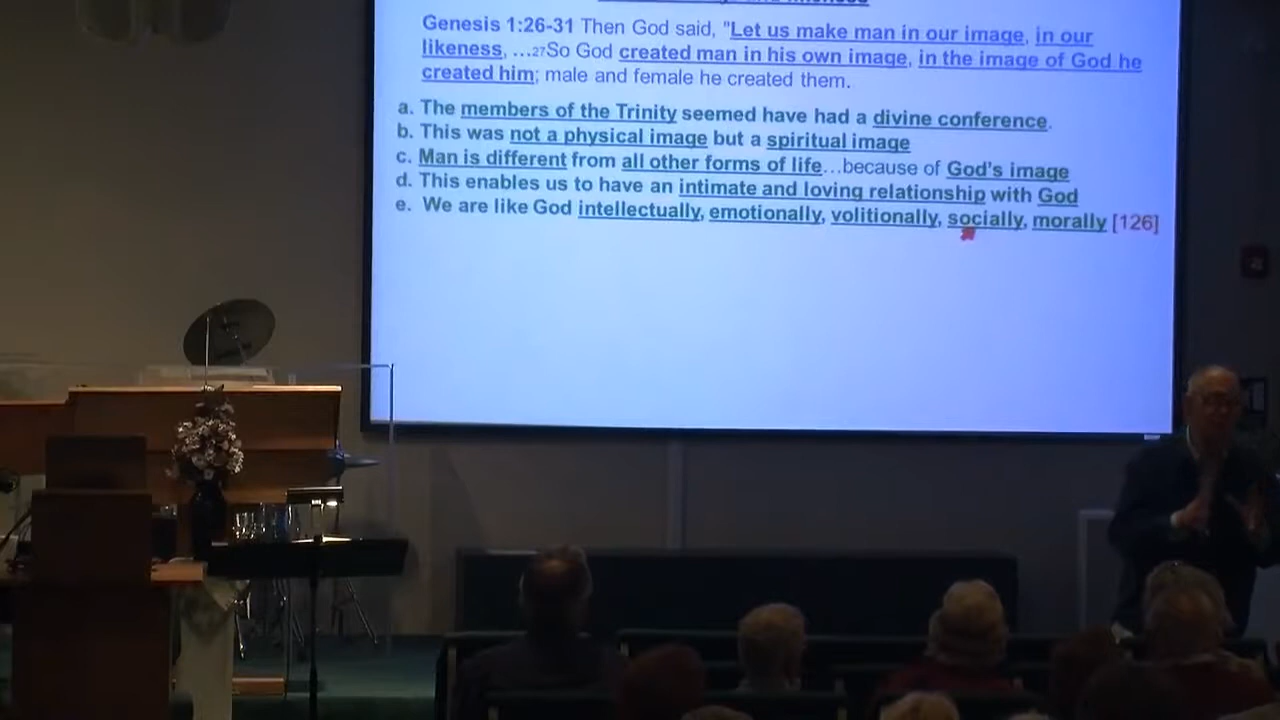 Genesis 1:26-31 Then God said, "Let us make man in our image, in our
likeness, ...27So God created man in his own image, in the image of God he
created him; male and female he created them.
a. The members of the Trinity seemed have had a divine conference.
b. This was not a physical image but a spiritual image
c. Man is different from all other forms of life...because of God's image
d. This enables us to have an intimate and loving relationship with God
e. We are like God intellectually, emotionally, volitionally, socially, morally [126]